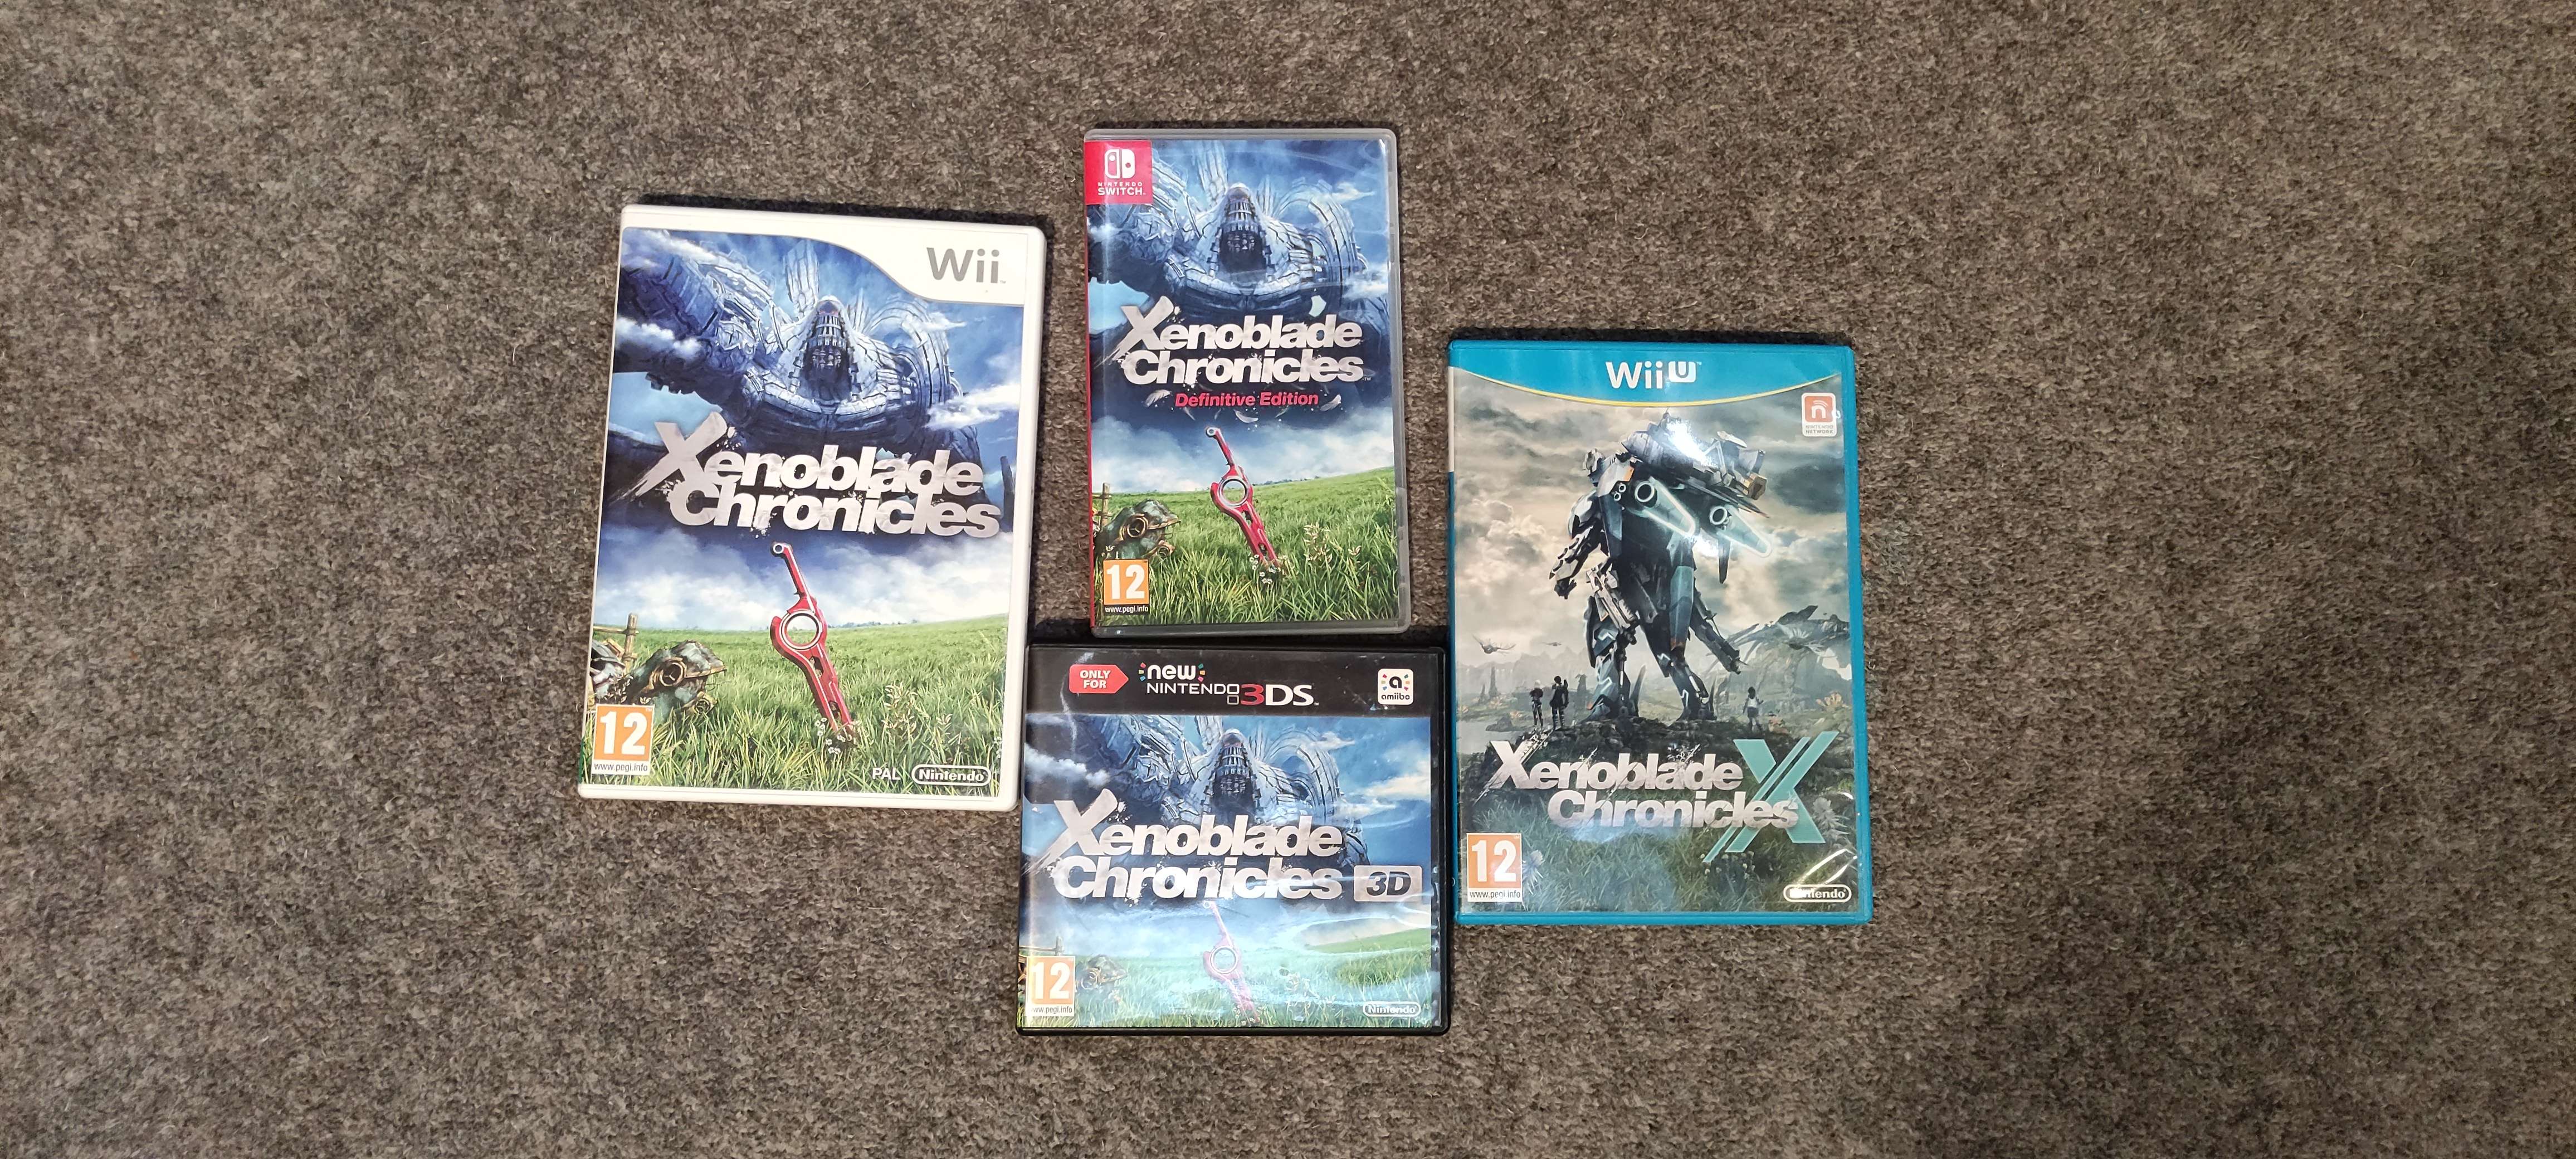 Wii
Xenoblade
Chronicles
12
www.pegi.info
PAL
Nintendo
NINTENDO
SWITCH
Xenoblade
Chronicles
Definitive Edition
12
www.pegi.info
ONLY
FOR
new
NINTENDO 3DS
amiibo
Xenoblade
Chronicles 3D
12
www.pegi.info
Nintendo
Wii U
NINTENDO
NETWORK
Xenoblade
Chronicles X
12
www.pegi.info
Nintendo